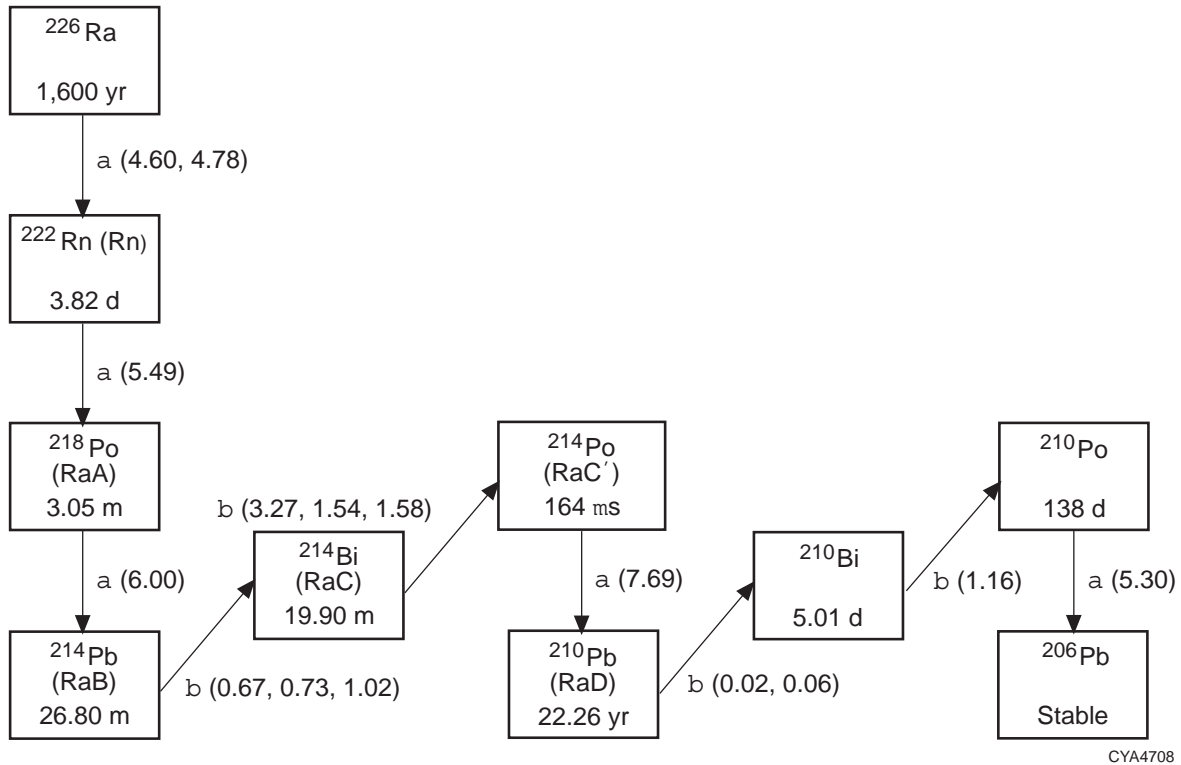 ²²⁶Ra
1,600 yr
a (4.60, 4.78)
²²²Rn (Rn)
3.82 d
a (5.49)
²¹⁸Po
(RaA)
3.05 m
a (6.00)
²¹⁴Pb
(RaB)
26.80 m
b (0.67, 0.73, 1.02)
²¹⁴Bi
(RaC)
19.90 m
b (3.27, 1.54, 1.58)
²¹⁴Po
(RaC′)
164 ms
a (7.69)
²¹⁰Pb
(RaD)
22.26 yr
b (0.02, 0.06)
²¹⁰Bi
5.01 d
b (1.16)
²¹⁰Po
138 d
a (5.30)
²⁰⁶Pb
Stable
CYA4708